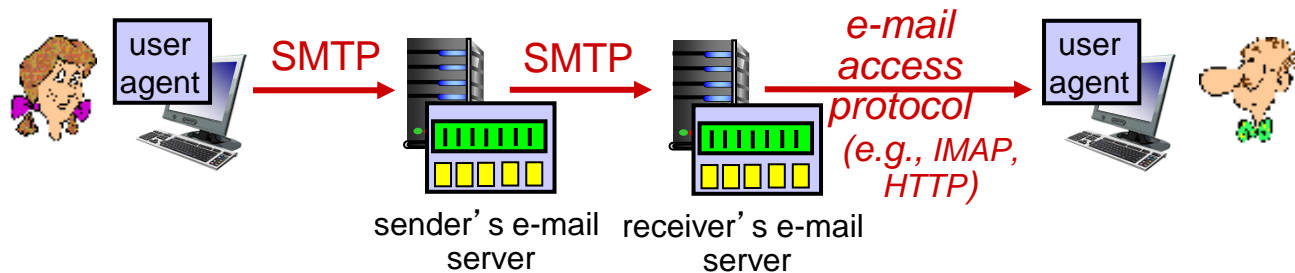 user
agent
SMTP
SMTP
e-mail
access
protocol
(e.g., IMAP,
HTTP)
user
agent
sender’s e-mail
server
receiver’s e-mail
server